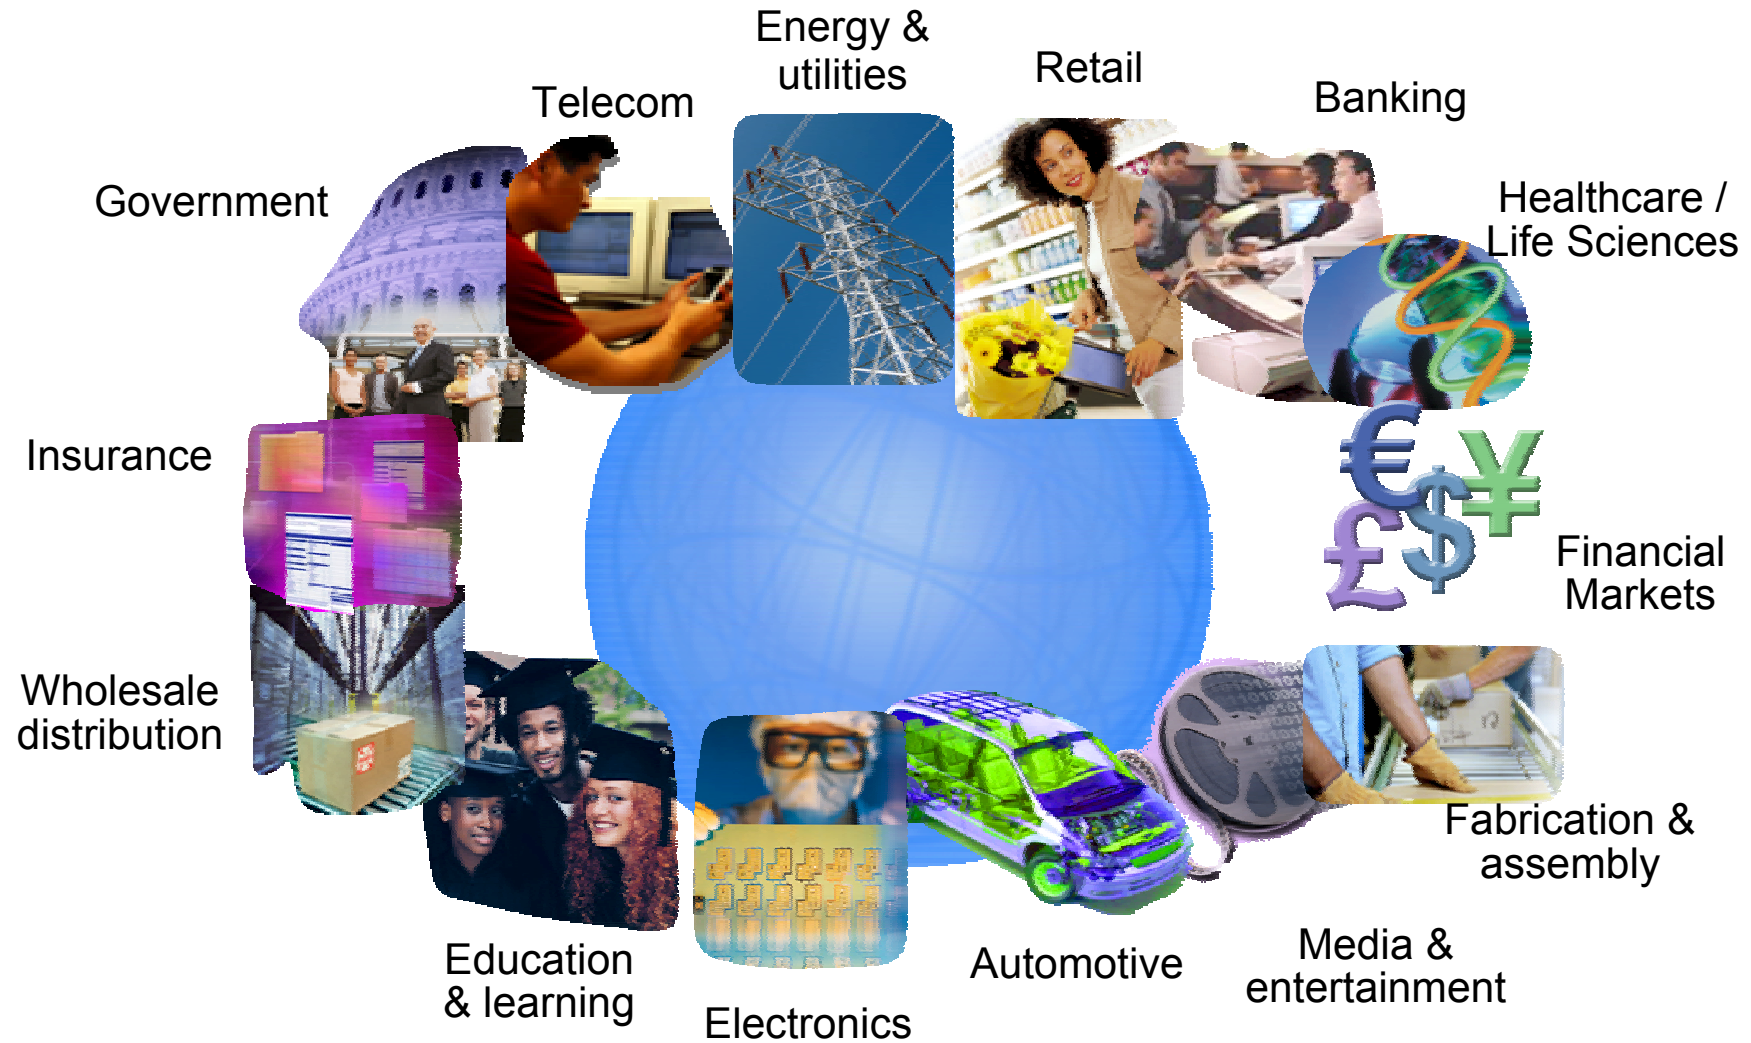 Energy &
utilities
Retail
Banking
Telecom
Government
Healthcare /
Life Sciences
Insurance
Financial
Markets
Wholesale
distribution
Fabrication &
assembly
Education
& learning
Electronics
Automotive
Media &
entertainment